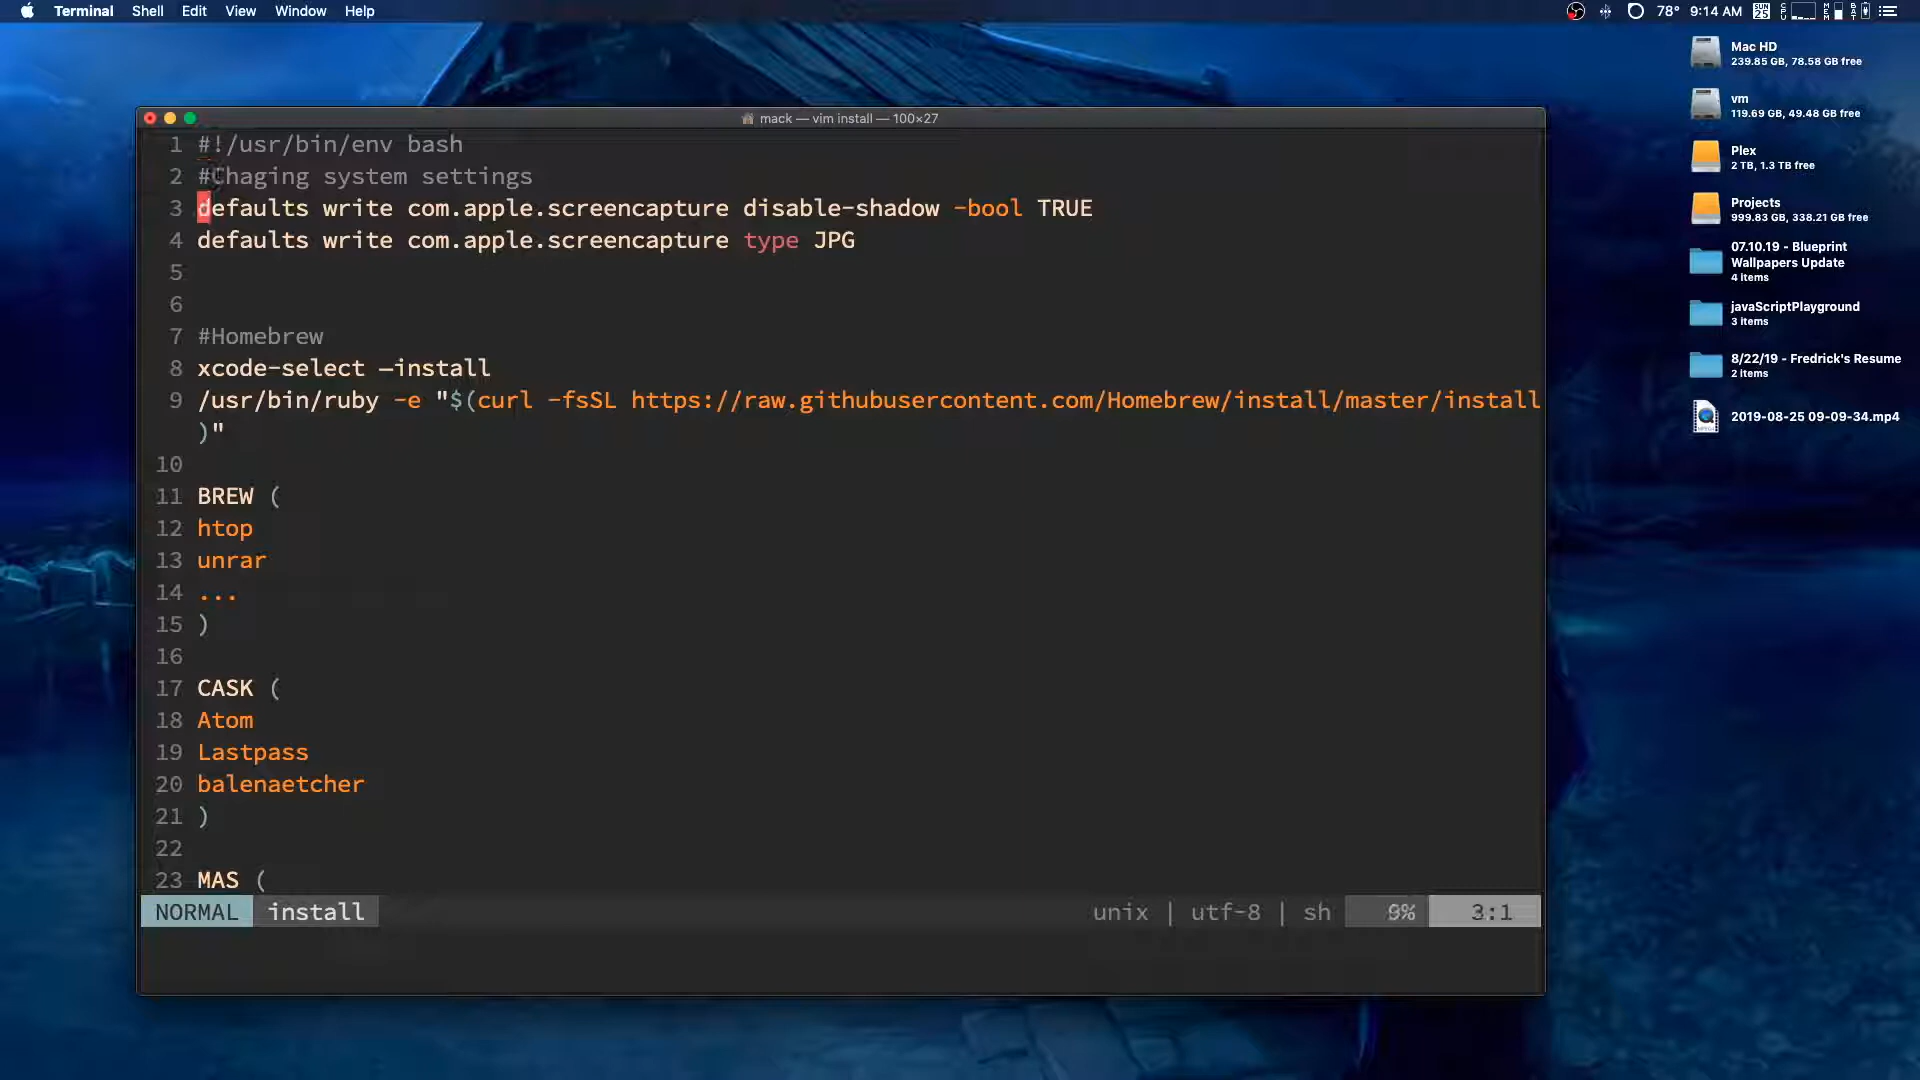 Terminal Shell Edit View Window Help
78° 9:14 AM SUN 25 CPU MEM BAT
Mac HD
239.85 GB, 78.58 GB free
vm
119.69 GB, 49.48 GB free
Plex
2 TB, 1.3 TB free
Projects
999.83 GB, 338.21 GB free
07.10.19 - Blueprint
Wallpapers Update
4 items
javaScriptPlayground
3 items
8/22/19 - Fredrick's Resume
2 items
2019-08-25 09-09-34.mp4
mack — vim install — 100×27
1 #!/usr/bin/env bash
2 #Chaging system settings
3 defaults write com.apple.screencapture disable-shadow -bool TRUE
4 defaults write com.apple.screencapture type JPG
5
6
7 #Homebrew
8 xcode-select —install
9 /usr/bin/ruby -e "$(curl -fsSL https://raw.githubusercontent.com/Homebrew/install/master/install
)"
10
11 BREW (
12 htop
13 unrar
14 ...
15 )
16
17 CASK (
18 Atom
19 Lastpass
20 balenaetcher
21 )
22
23 MAS (
NORMAL install unix | utf-8 | sh 9% 3:1